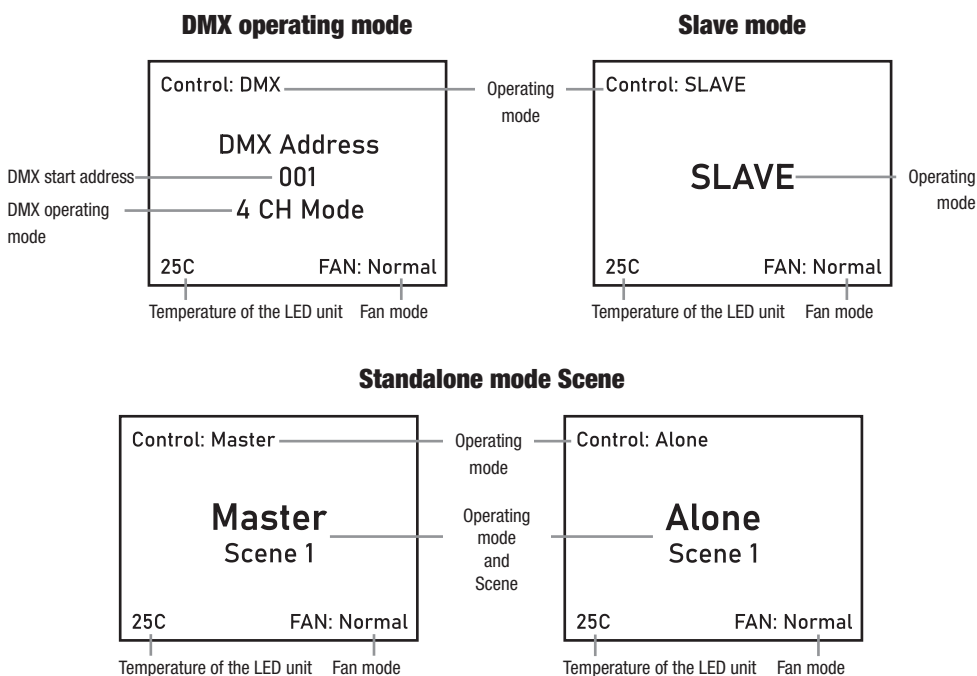 DMX operating mode
Slave mode
Control: DMX
Operating
mode
Control: SLAVE
DMX Address
DMX start address
001
SLAVE
Operating
mode
DMX operating
mode
4 CH Mode
25C
FAN: Normal
25C
FAN: Normal
Temperature of the LED unit
Fan mode
Temperature of the LED unit
Fan mode
Standalone mode Scene
Control: Master
Operating
mode
Control: Alone
Master
Scene 1
Operating
mode
and
Scene
Alone
Scene 1
25C
FAN: Normal
25C
FAN: Normal
Temperature of the LED unit
Fan mode
Temperature of the LED unit
Fan mode